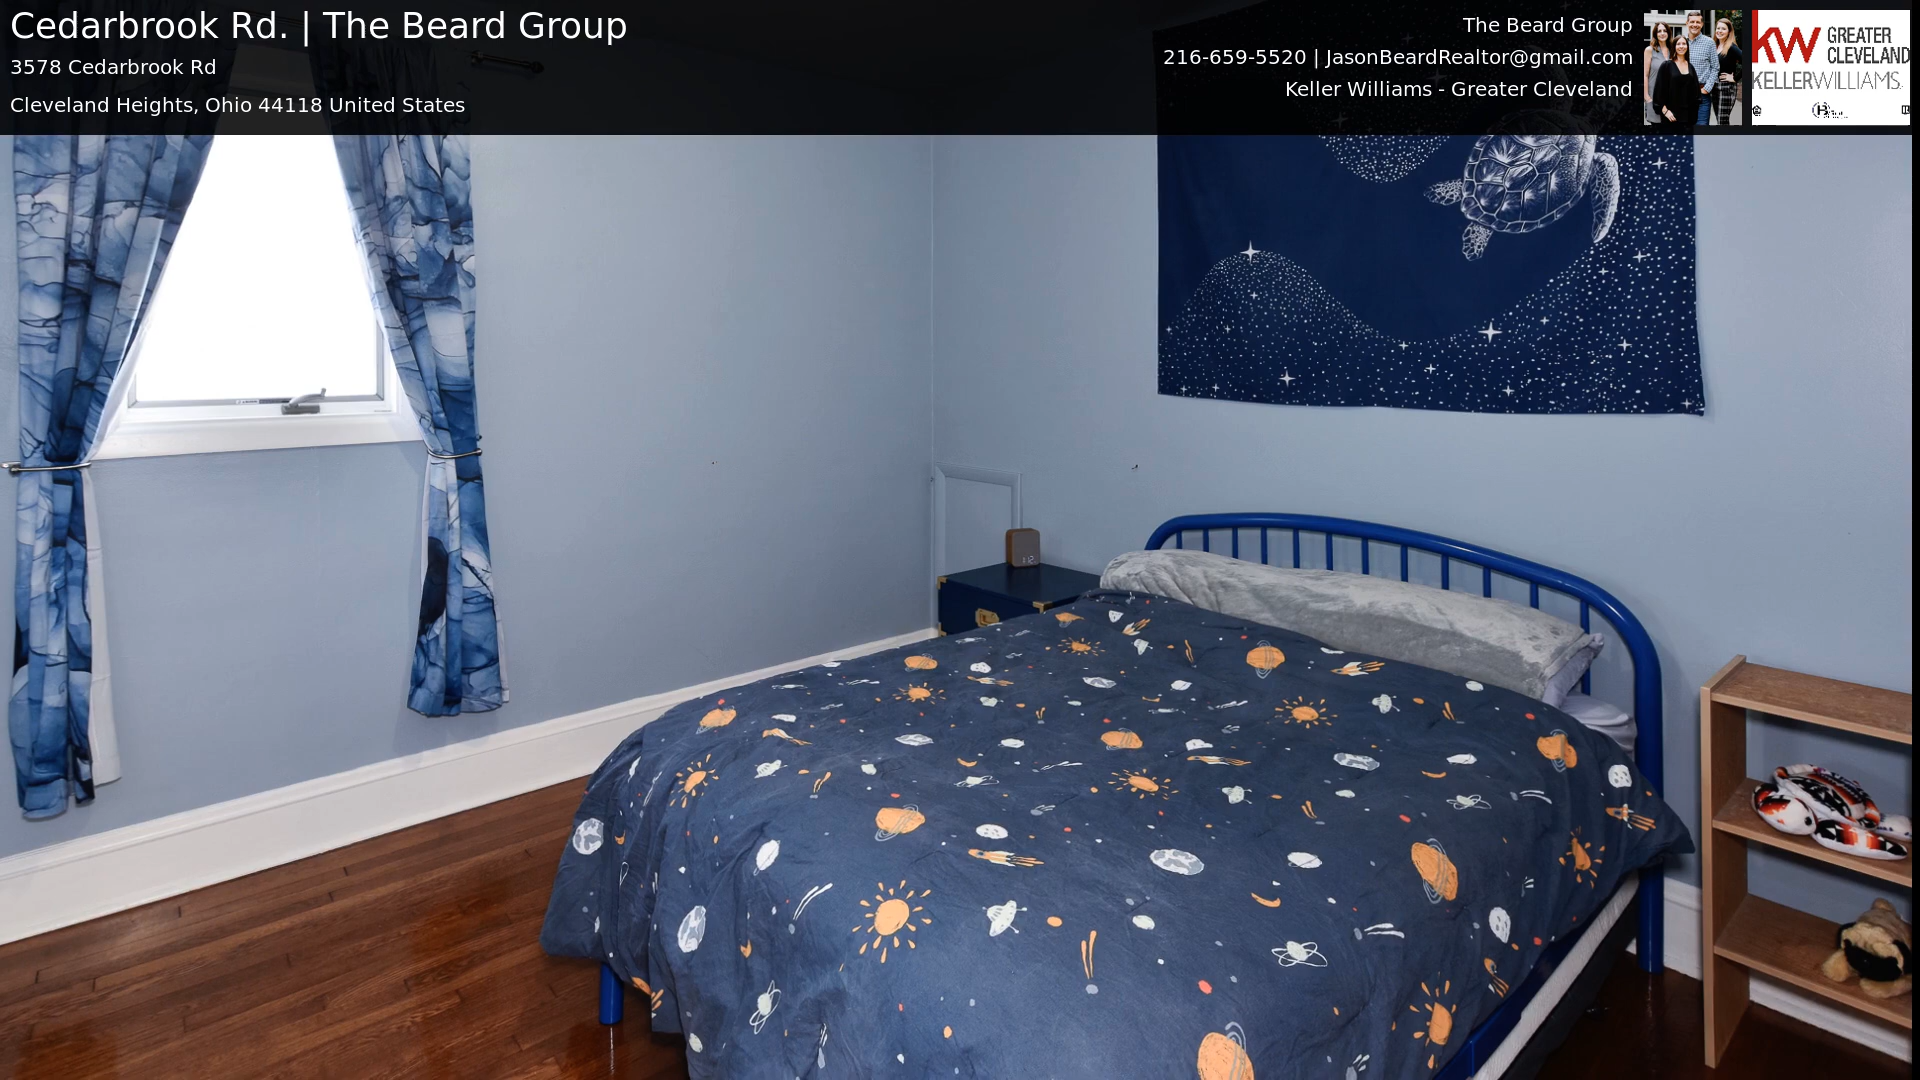 Cedarbrook Rd. | The Beard Group
3578 Cedarbrook Rd
Cleveland Heights, Ohio 44118 United States
The Beard Group
216-659-5520 | JasonBeardRealtor@gmail.com
Keller Williams - Greater Cleveland
kw GREATER
CLEVELAND
KELLERWILLIAMS.